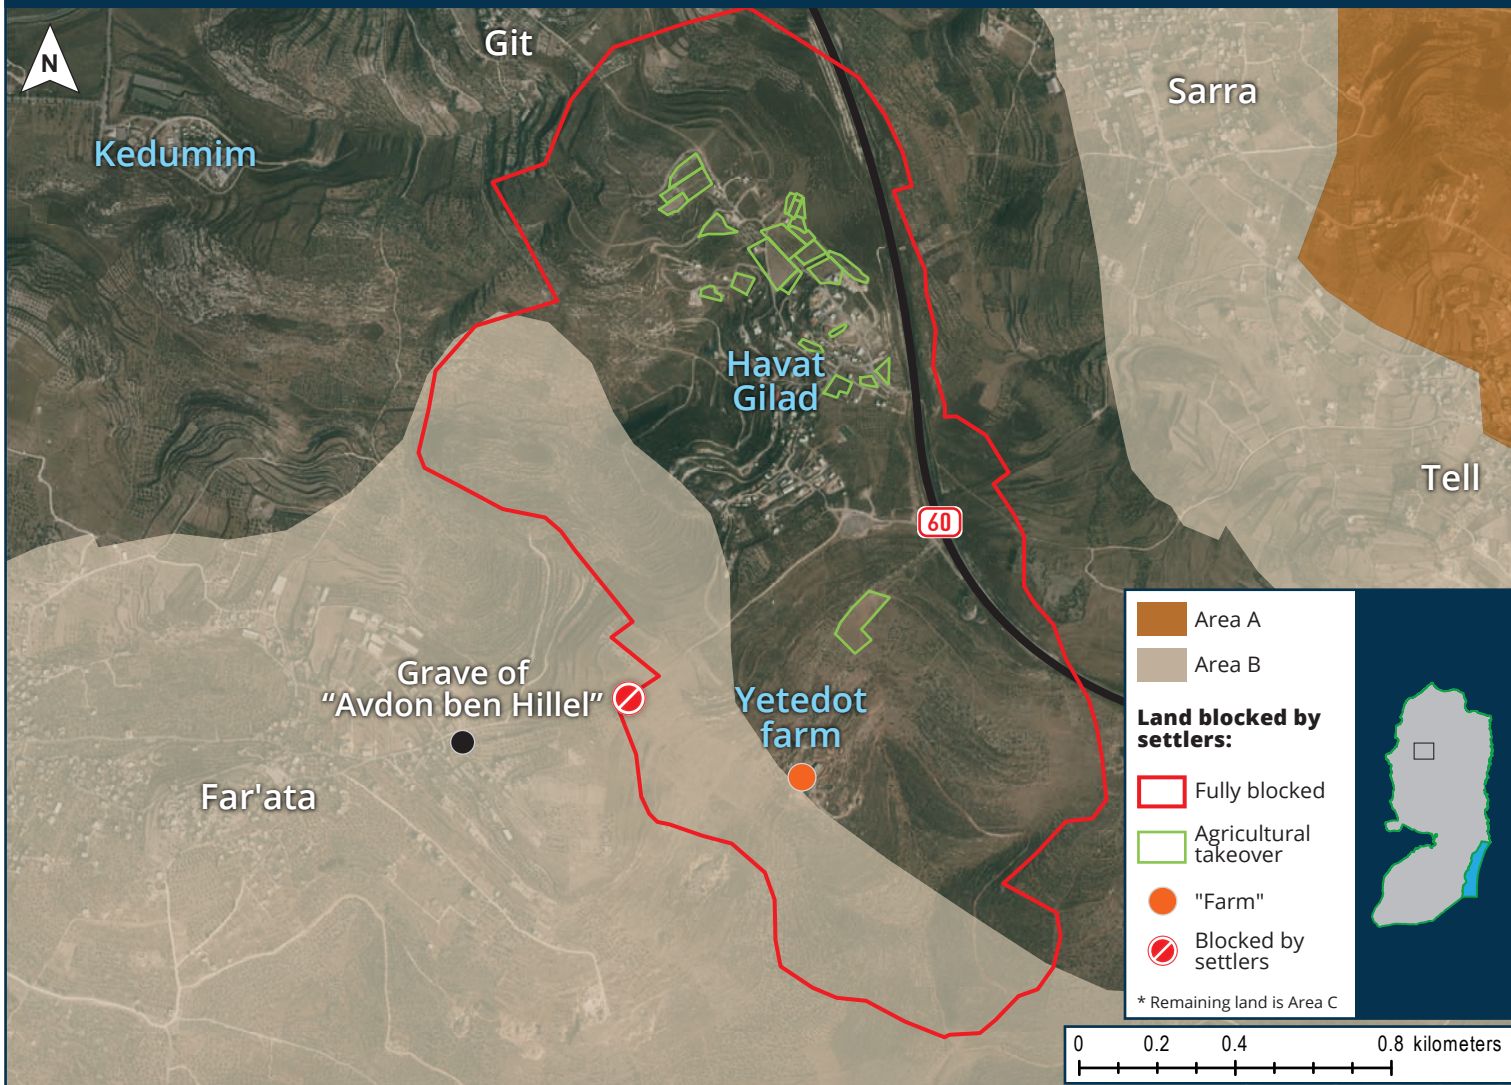 N
Git
Sarra
Kedumim
Havat
Gilad
Tell
60
Grave of
“Avdon ben Hillel”
Yetedot
farm
Far'ata
Area A
Area B
Land blocked by
settlers:
Fully blocked
Agricultural
takeover
"Farm"
Blocked by
settlers
* Remaining land is Area C
0 0.2 0.4 0.8 kilometers